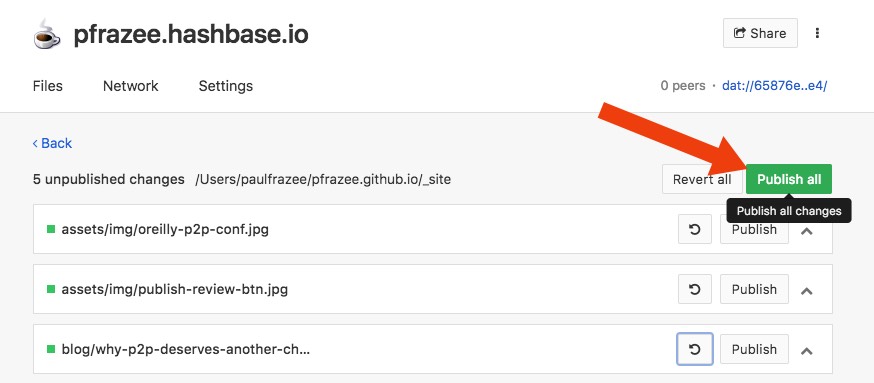 pfrazee.hashbase.io
Share
Files Network Settings
0 peers · dat://65876e..e4/
‹ Back
5 unpublished changes /Users/paulfrazee/pfrazee.github.io/_site
Revert all Publish all
Publish all changes
assets/img/oreilly-p2p-conf.jpg Publish
assets/img/publish-review-btn.jpg Publish
blog/why-p2p-deserves-another-ch... Publish